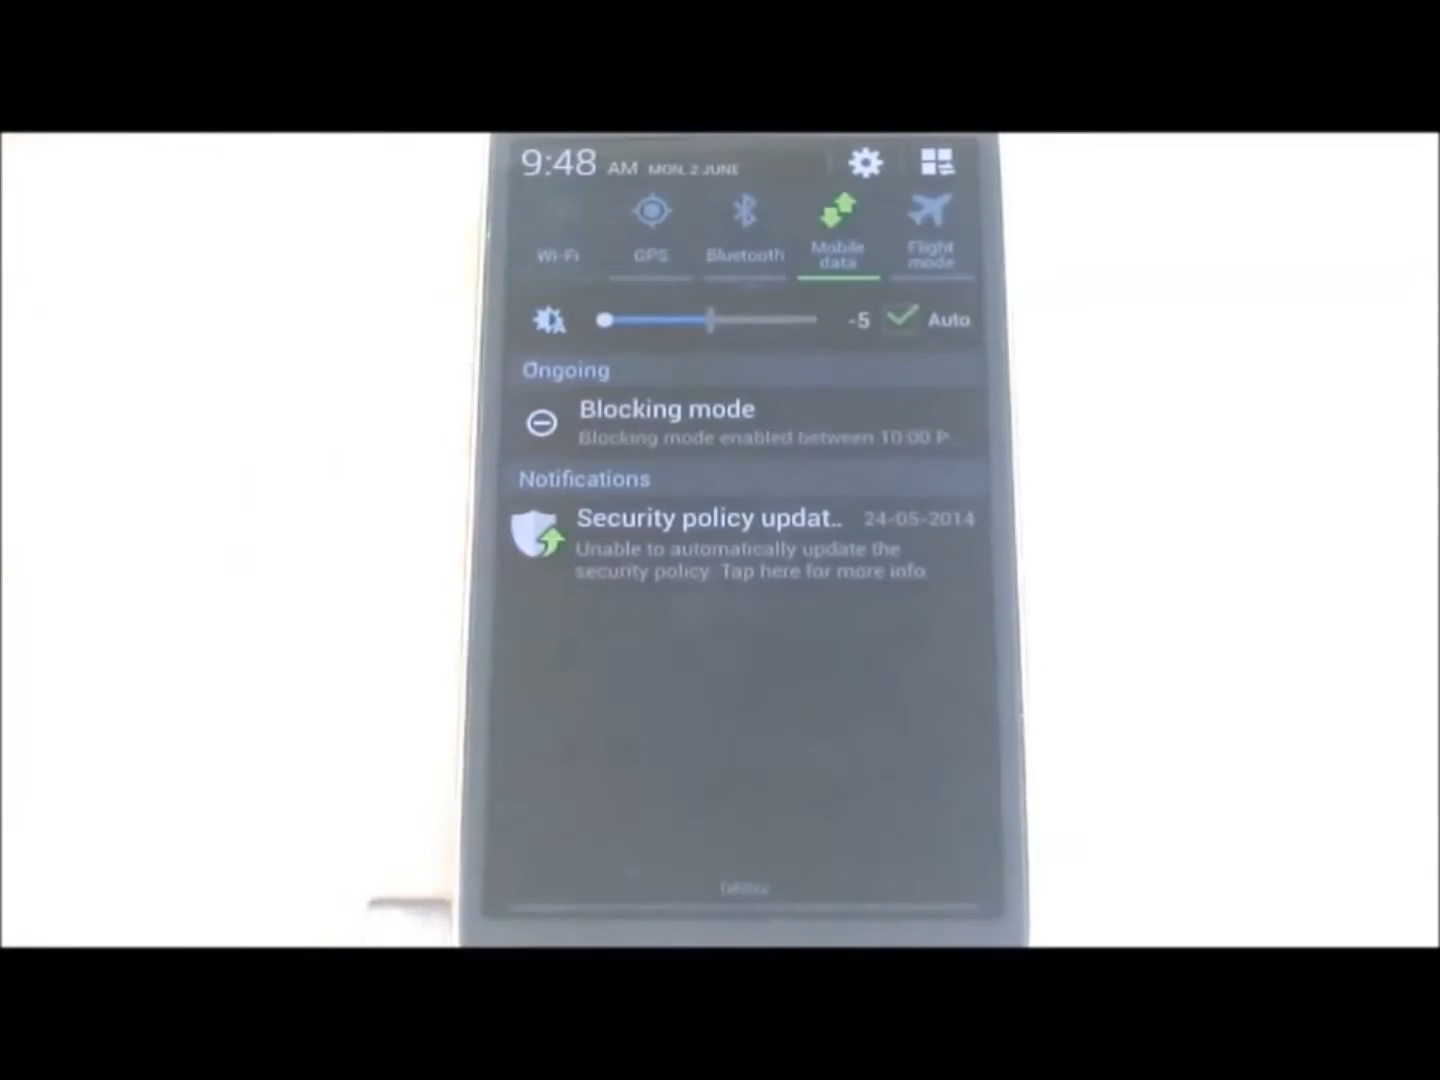 9:48 AM MON, 2 JUNE
Wi-Fi GPS Bluetooth Mobile data Flight mode
-5 Auto
Ongoing
Blocking mode
Blocking mode enabled between 10:00 P
Notifications
Security policy updat.. 24-05-2014
Unable to automatically update the
security policy. Tap here for more info.